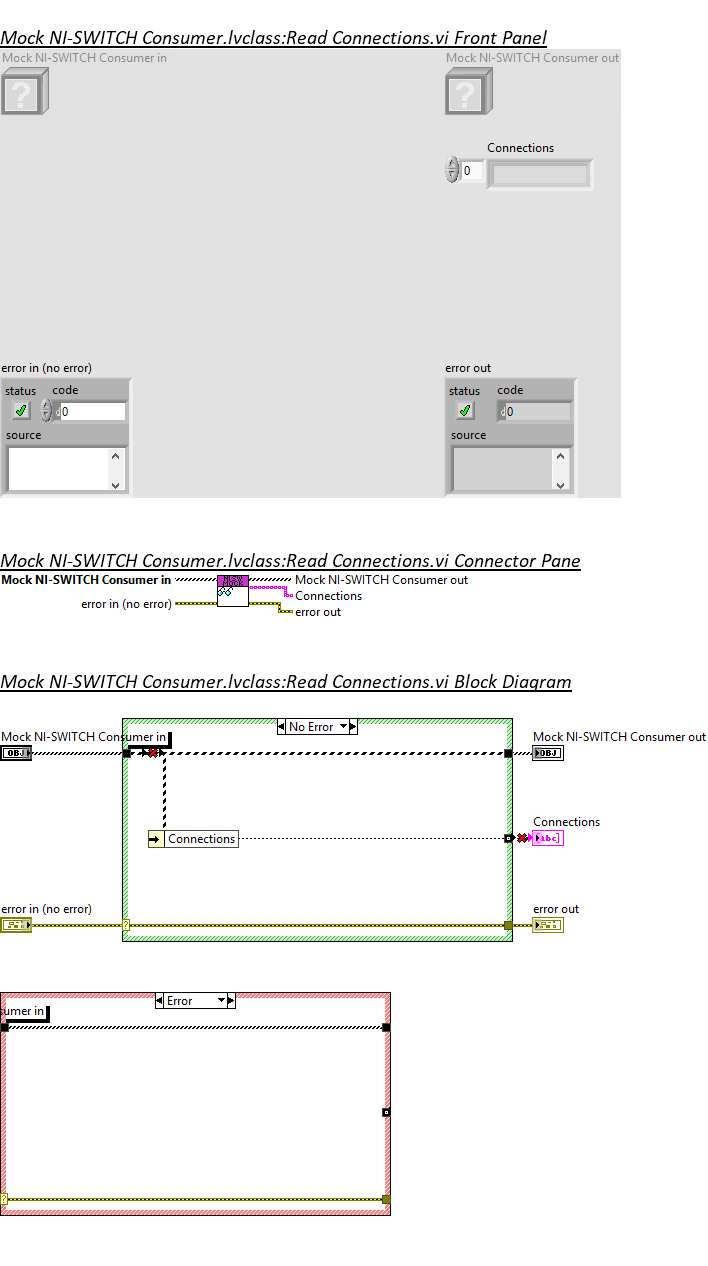 Mock NI-SWITCH Consumer.lvclass:Read Connections.vi Front Panel
Mock NI-SWITCH Consumer in
Mock NI-SWITCH Consumer out
?
?
Connections
0
error in (no error)
error out
status code
0
status code
0
source
source
Mock NI-SWITCH Consumer.lvclass:Read Connections.vi Connector Pane
Mock NI-SWITCH Consumer in
Mock NI-SWITCH Consumer out
Connections
error in (no error)
error out
Mock NI-SWITCH Consumer.lvclass:Read Connections.vi Block Diagram
No Error
Mock NI-SWITCH Consumer in
Mock NI-SWITCH Consumer out
OBJ
OBJ
Connections
Connections
abc
error in (no error)
error out
?
Error
sumer in
?